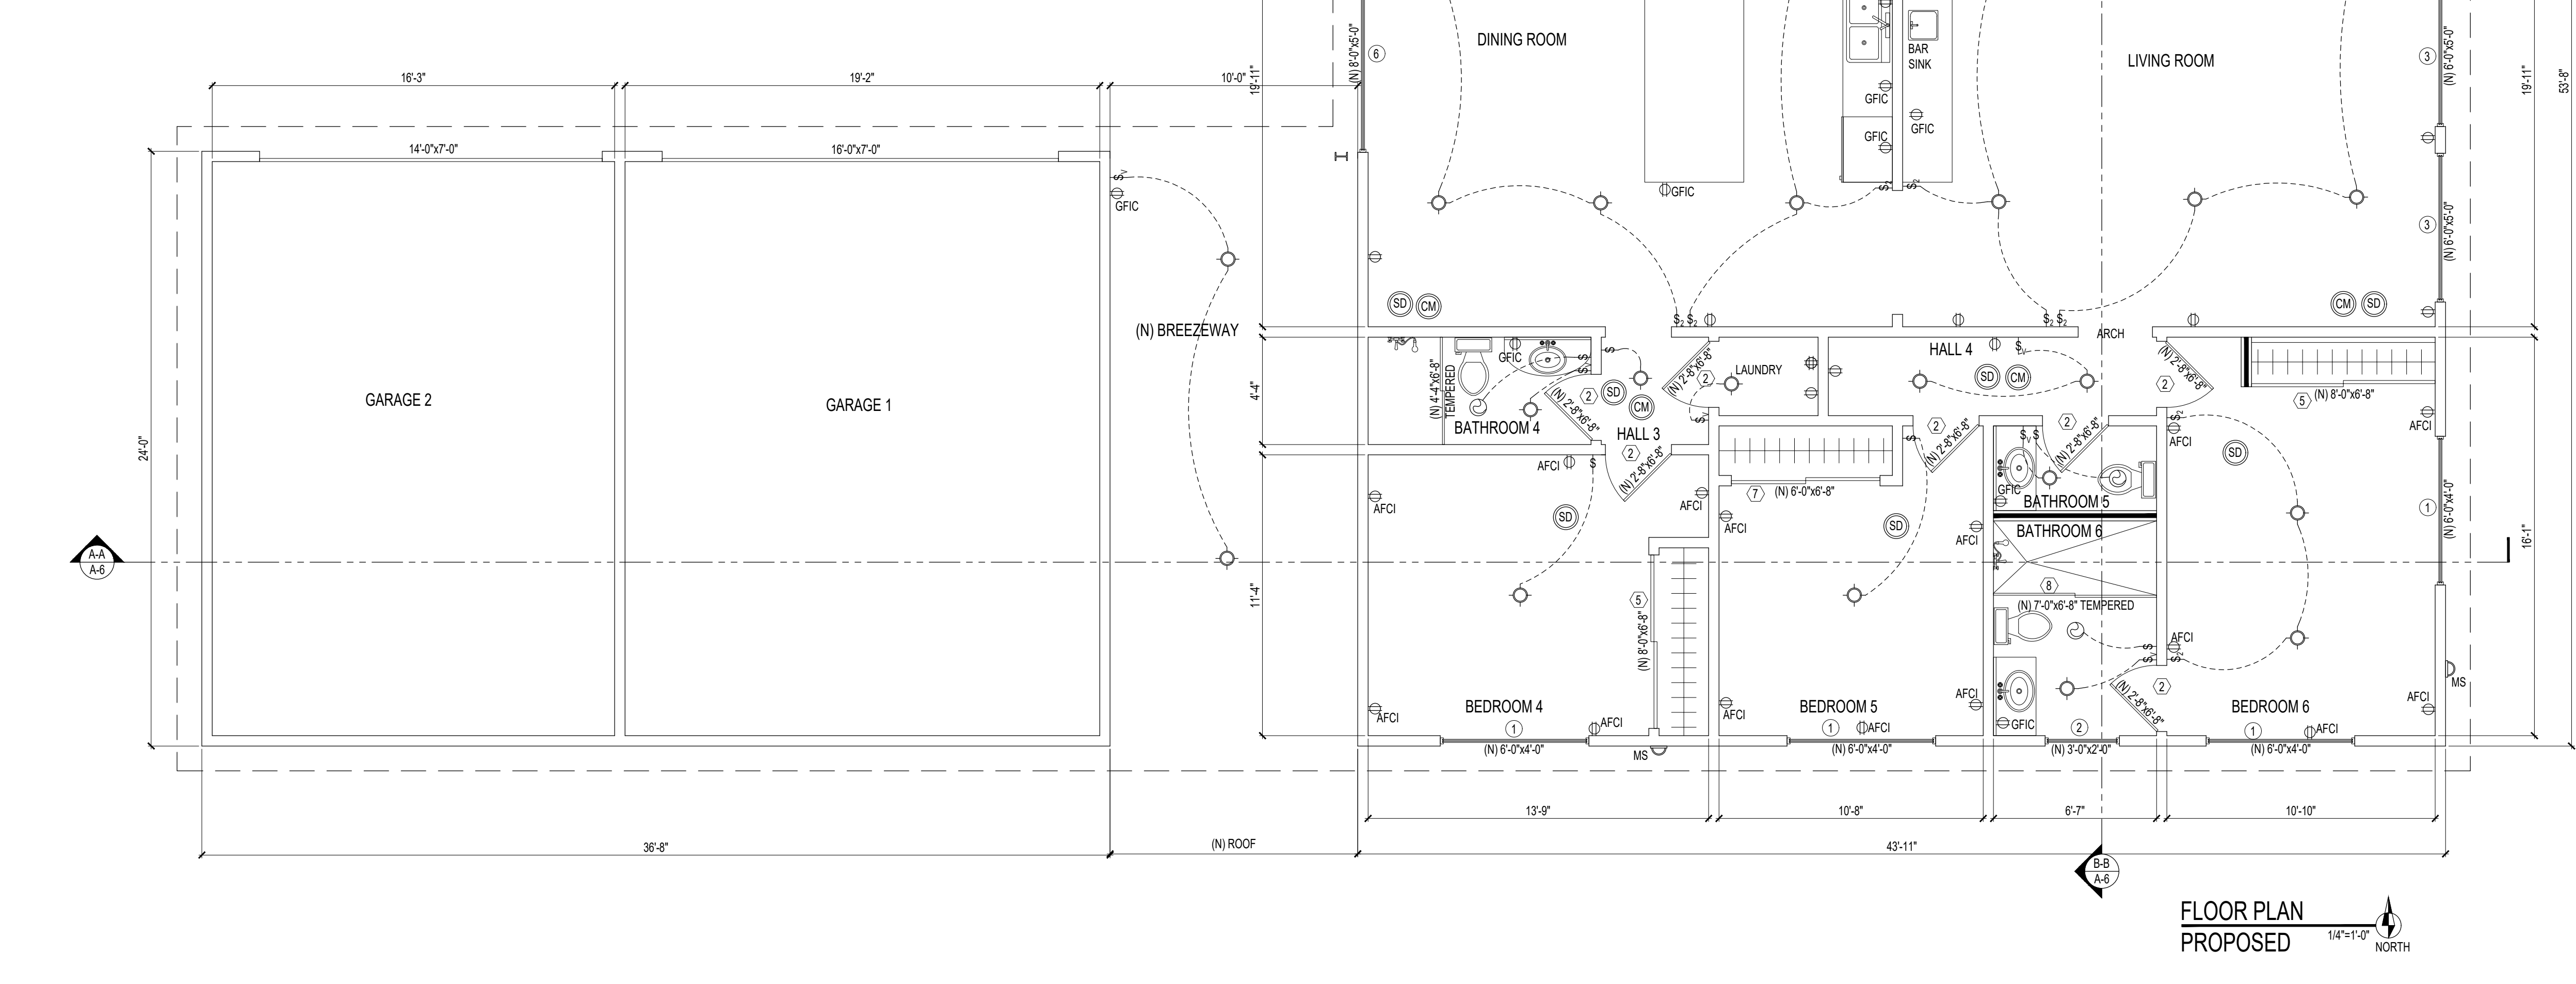 DINING ROOM
(N) 8'-0"x5'-0"
6
BAR
SINK
LIVING ROOM
3
(N) 6'-0"x5'-0"
19'-11"
53'-8"
16'-3"
19'-2"
10'-0"
19'-11"
GFIC
GFIC
GFIC
14'-0"x7'-0"
16'-0"x7'-0"
S V
GFIC
GFIC
S 2
S 2
3
(N) 6'-0"x5'-0"
SD
CM
CM
SD
(N) BREEZEWAY
S 2
S 2
S 2
S 2
ARCH
GFIC
S
S
S V
(N) 4'-4"x6'-8"
TEMPERED
BATHROOM 4
(N) 2'-8"x6'-8"
2
SD
CM
HALL 3
(N) 2'-8"x6'-8"
2
S V
LAUNDRY
HALL 4
S V
SD
CM
(N) 2'-8"x6'-8"
2
5
(N) 8'-0"x6'-8"
GARAGE 2
GARAGE 1
24'-0"
4'-4"
2
(N) 2'-8"x6'-8"
2
S
(N) 2'-8"x6'-8"
2
(N) 2'-8"x6'-8"
S V
S
S 2
AFCI
AFCI
SD
AFCI
S
AFCI
AFCI
SD
7
(N) 6'-0"x6'-8"
AFCI
SD
AFCI
GFIC
BATHROOM 5
BATHROOM 6
1
(N) 6'-0"x4'-0"
16'-1"
A-A
A-6
11'-4"
5
(N) 8'-0"x6'-8"
8
(N) 7'-0"x6'-8" TEMPERED
S
S V
AFCI
S 2
2
(N) 2'-8"x6'-8"
MS
BEDROOM 4
BEDROOM 5
BEDROOM 6
AFCI
AFCI
AFCI
AFCI
AFCI
AFCI
GFIC
AFCI
1
1
2
1
(N) 6'-0"x4'-0"
(N) 6'-0"x4'-0"
(N) 3'-0"x2'-0"
(N) 6'-0"x4'-0"
MS
13'-9"
10'-8"
6'-7"
10'-10"
36'-8"
(N) ROOF
43'-11"
B-B
A-6
FLOOR PLAN
PROPOSED
1/4"=1'-0"
NORTH